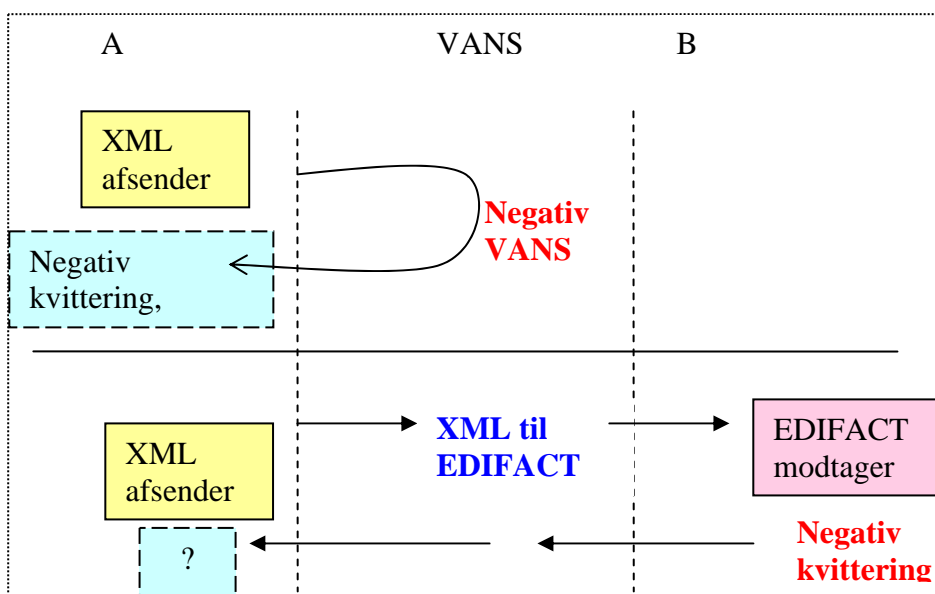 A VANS B
XML
afsender
Negativ
VANS
Negativ
kvittering,
XML til
EDIFACT
EDIFACT
modtager
XML
afsender
?
Negativ
kvittering